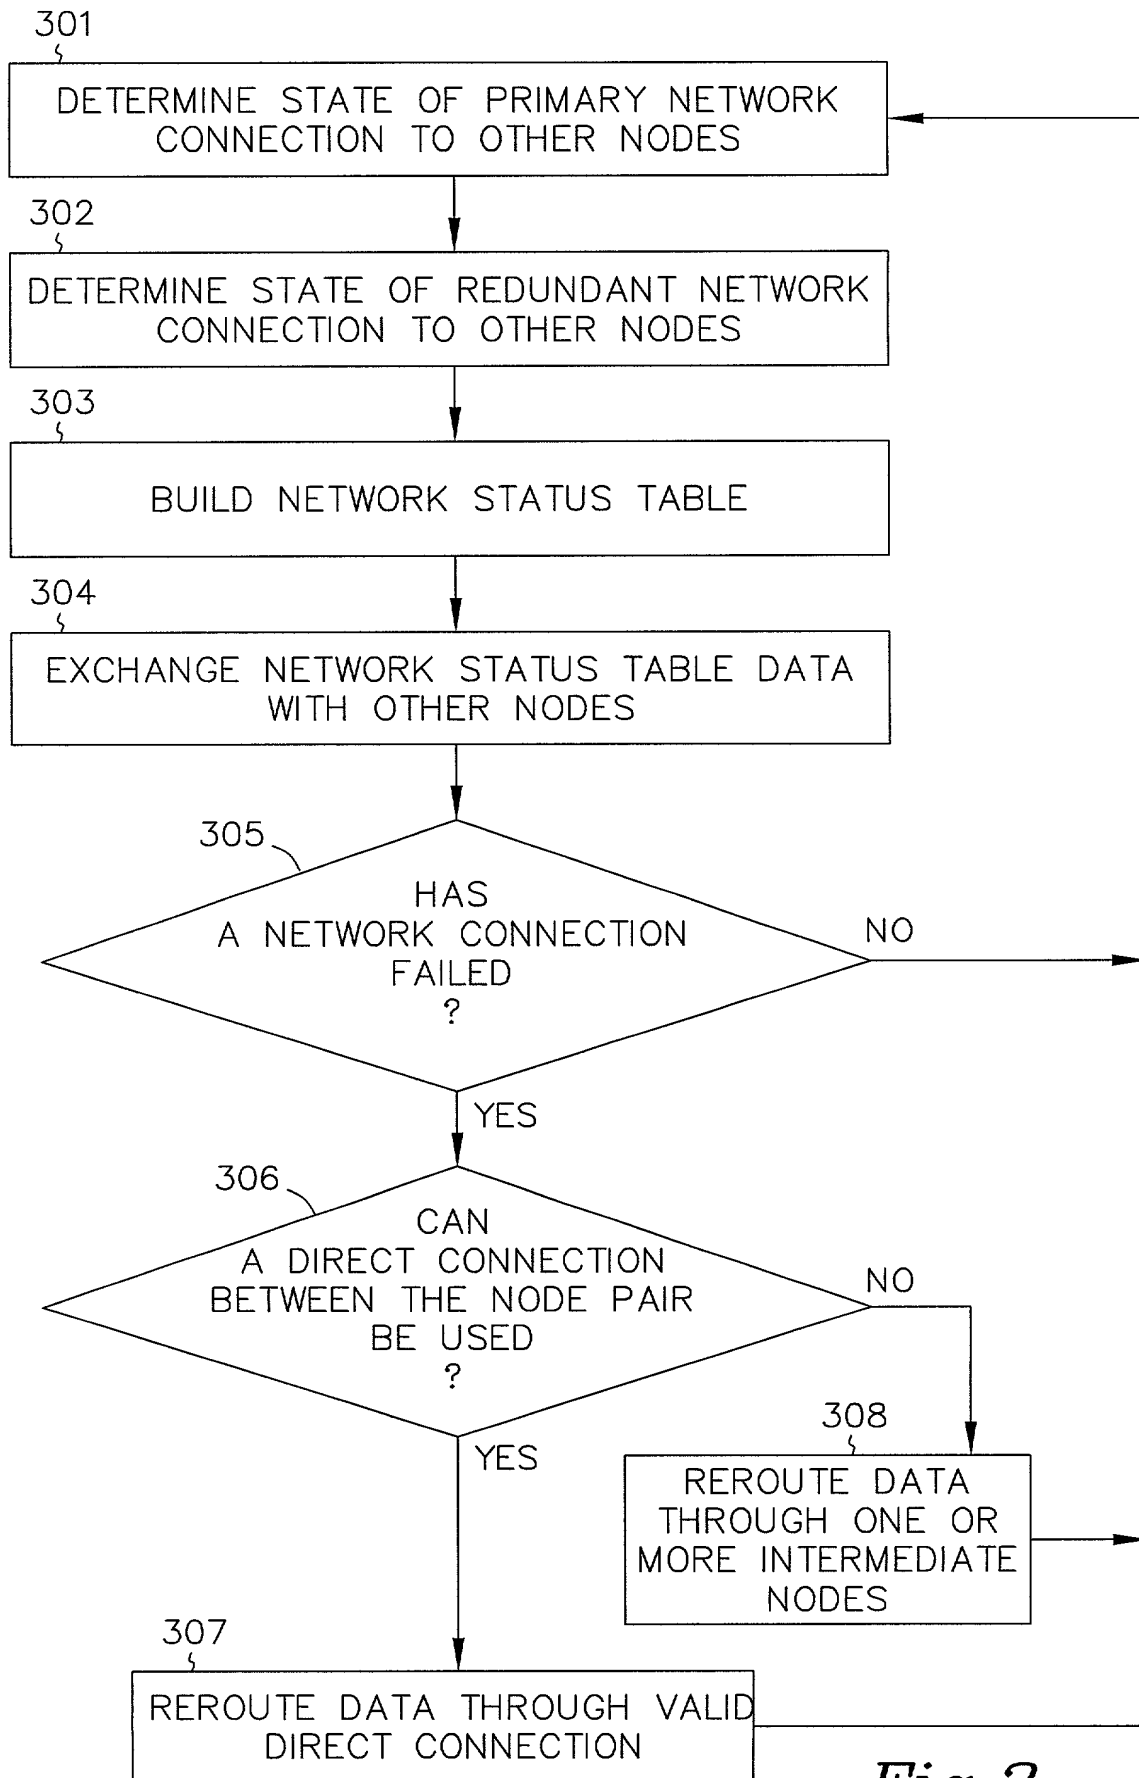 301
DETERMINE STATE OF PRIMARY NETWORK
CONNECTION TO OTHER NODES
302
DETERMINE STATE OF REDUNDANT NETWORK
CONNECTION TO OTHER NODES
303
BUILD NETWORK STATUS TABLE
304
EXCHANGE NETWORK STATUS TABLE DATA
WITH OTHER NODES
305
HAS
A NETWORK CONNECTION
FAILED
?
NO
YES
306
CAN
A DIRECT CONNECTION
BETWEEN THE NODE PAIR
BE USED
?
NO
YES
308
REROUTE DATA
THROUGH ONE OR
MORE INTERMEDIATE
NODES
307
REROUTE DATA THROUGH VALID
DIRECT CONNECTION